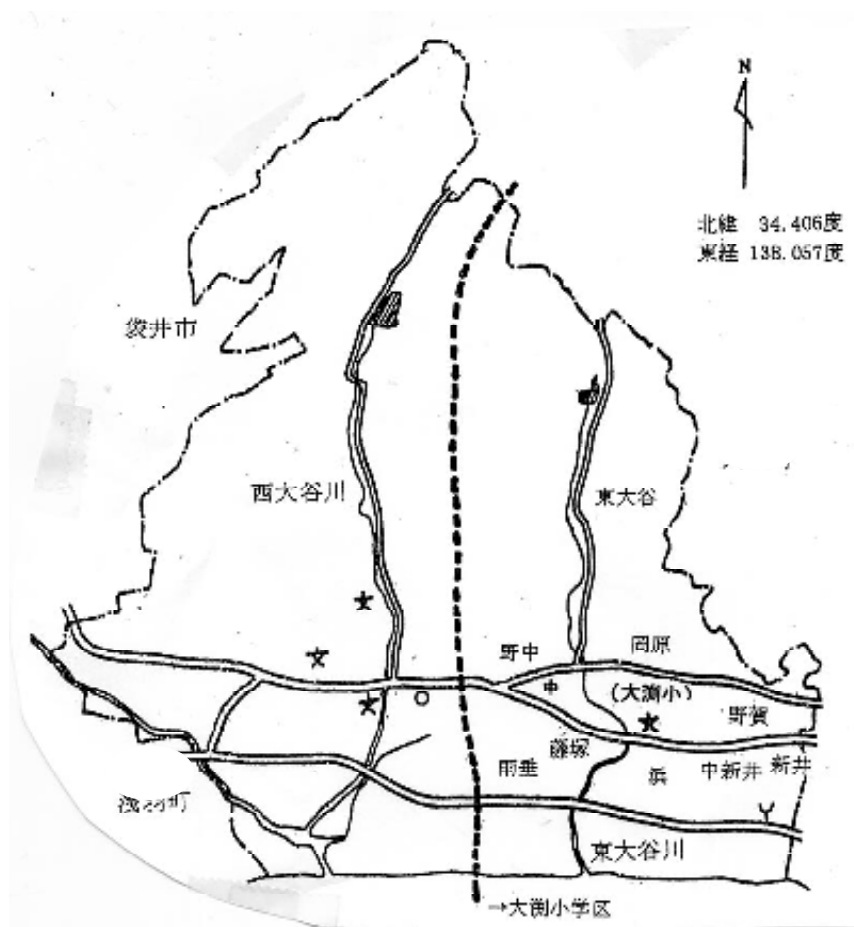 N
北緯 34.406度
東経 138.057度
袋井市
西大谷川
東大谷
野中
岡原
中
(大渕小)
野賀
藤塚
雨垂
浜
中新井
新井
東大谷川
→大渕小学区